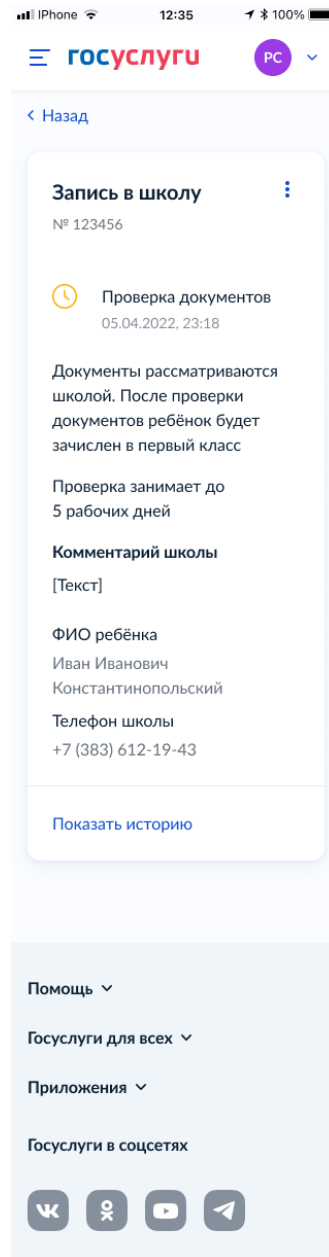 IPhone 12:35 100%
госуслуги РС
Назад
Запись в школу
№ 123456
Проверка документов
05.04.2022, 23:18
Документы рассматриваются
школой. После проверки
документов ребёнок будет
зачислен в первый класс
Проверка занимает до
5 рабочих дней
Комментарий школы
[Текст]
ФИО ребёнка
Иван Иванович
Константинопольский
Телефон школы
+7 (383) 612-19-43
Показать историю
Помощь
Госуслуги для всех
Приложения
Госуслуги в соцсетях